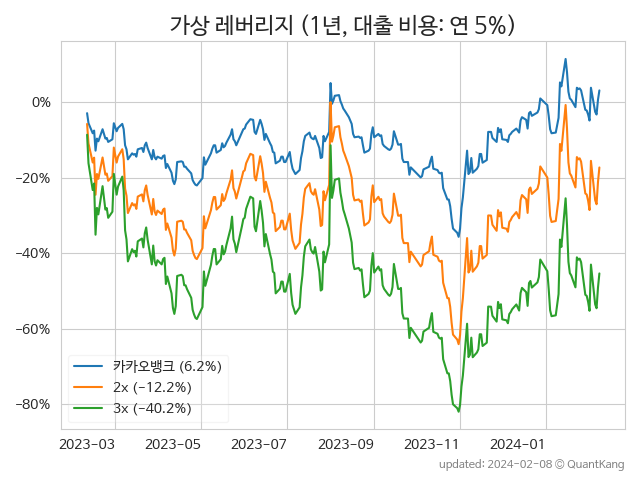 가상 레버리지 (1년, 대출 비용: 연 5%)
0%
−20%
−40%
−60%
−80%
카카오뱅크 (6.2%)
2x (−12.2%)
3x (−40.2%)
2023−03 2023−05 2023−07 2023−09 2023−11 2024−01
updated: 2024-02-08 © QuantKang